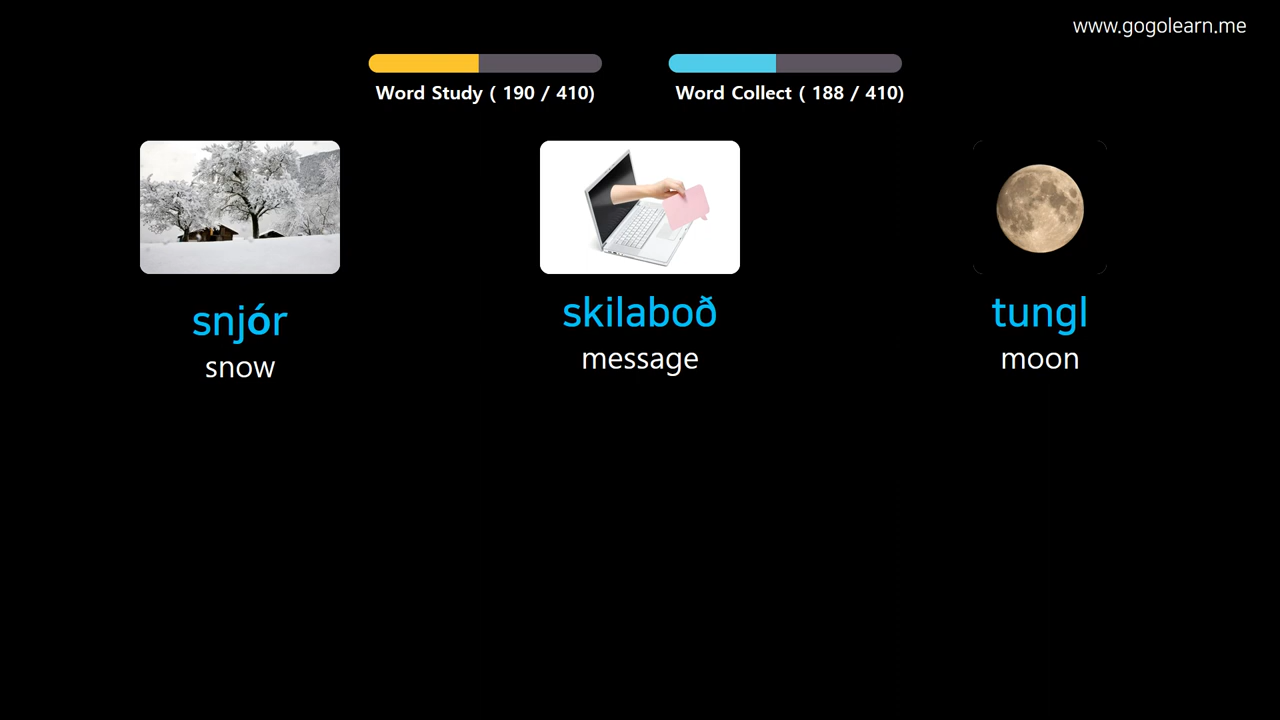 www.gogolearn.me
Word Study ( 190 / 410)
Word Collect ( 188 / 410)
snjór
snow
skilaboð
message
tungl
moon